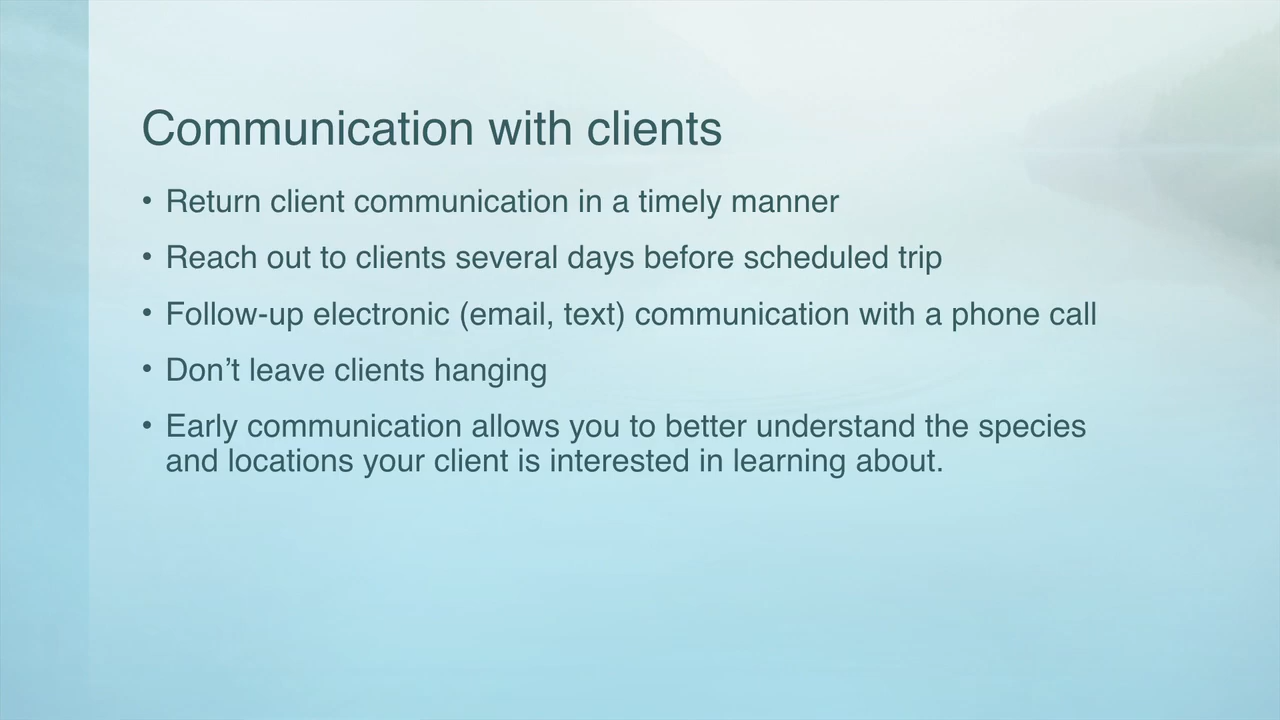 Communication with clients
• Return client communication in a timely manner
• Reach out to clients several days before scheduled trip
• Follow-up electronic (email, text) communication with a phone call
• Don’t leave clients hanging
• Early communication allows you to better understand the species
and locations your client is interested in learning about.